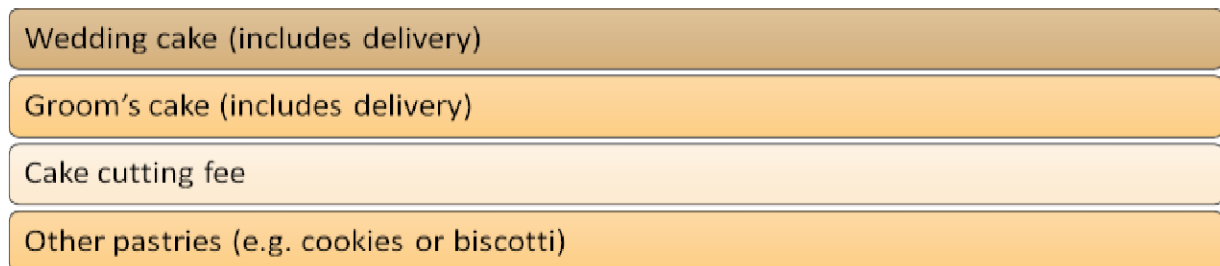 Wedding cake (includes delivery)
Groom’s cake (includes delivery)
Cake cutting fee
Other pastries (e.g. cookies or biscotti)